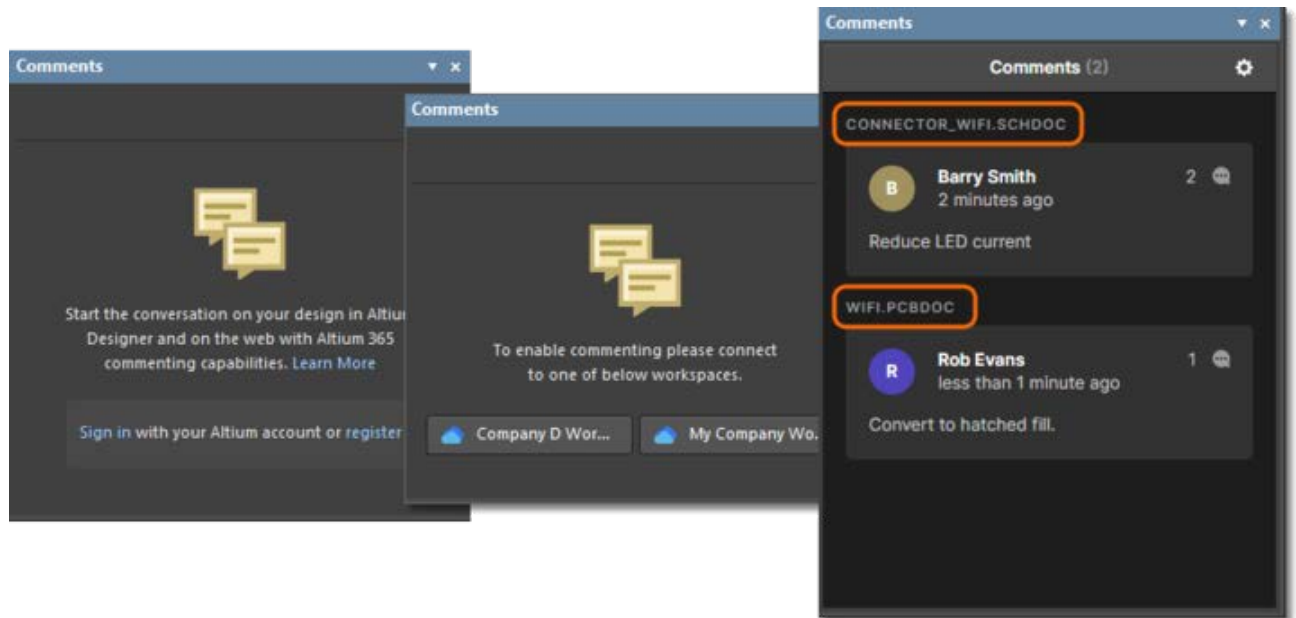 Comments
Start the conversation on your design in Altiu
Designer and on the web with Altium 365
commenting capabilities. Learn More
Sign in with your Altium account or register
Comments
To enable commenting please connect
to one of below workspaces.
Company D Wor...
My Company Wo.
Comments
Comments (2)
CONNECTOR_WIFI.SCHDOC
B
Barry Smith
2
2 minutes ago
Reduce LED current
WIFI.PCBDOC
R
Rob Evans
1
less than 1 minute ago
Convert to hatched fill.